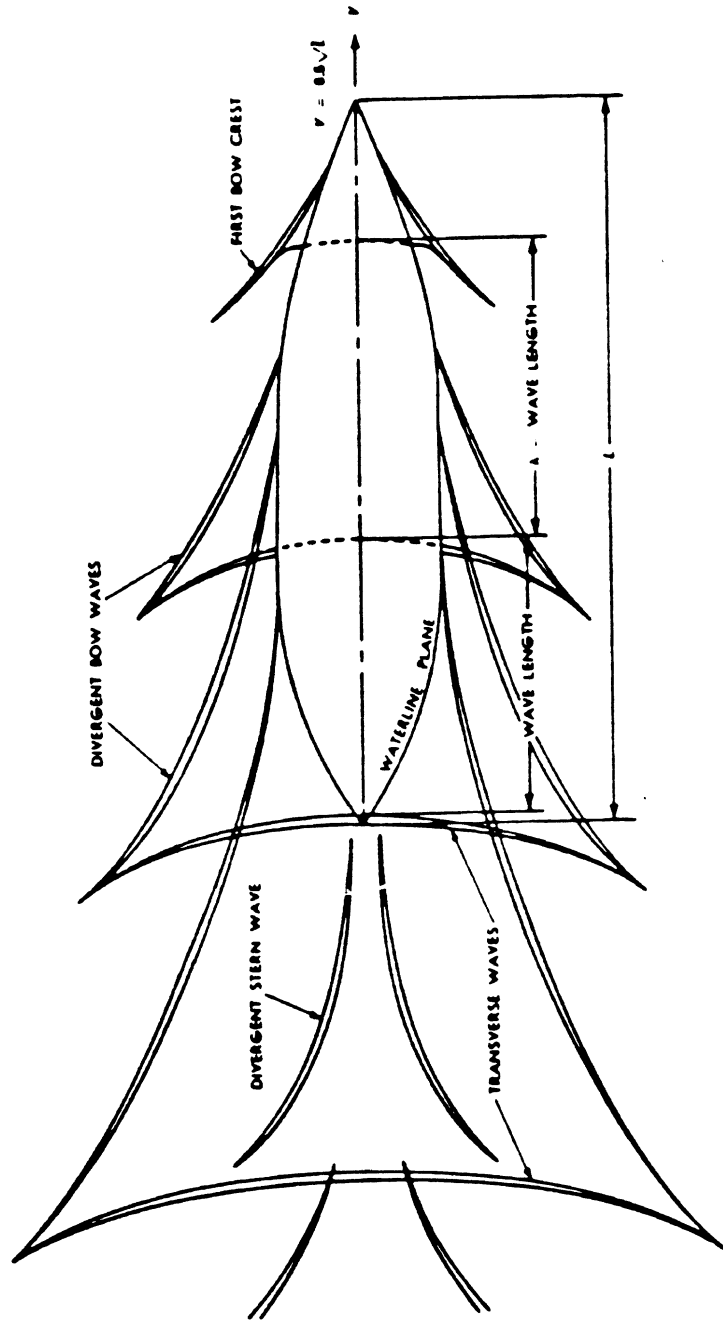 V
V = 0.8√L
FIRST BOW CREST
DIVERGENT BOW WAVES
WAVE LENGTH
L
WAVE LENGTH
WATERLINE PLANE
DIVERGENT STERN WAVE
TRANSVERSE WAVES